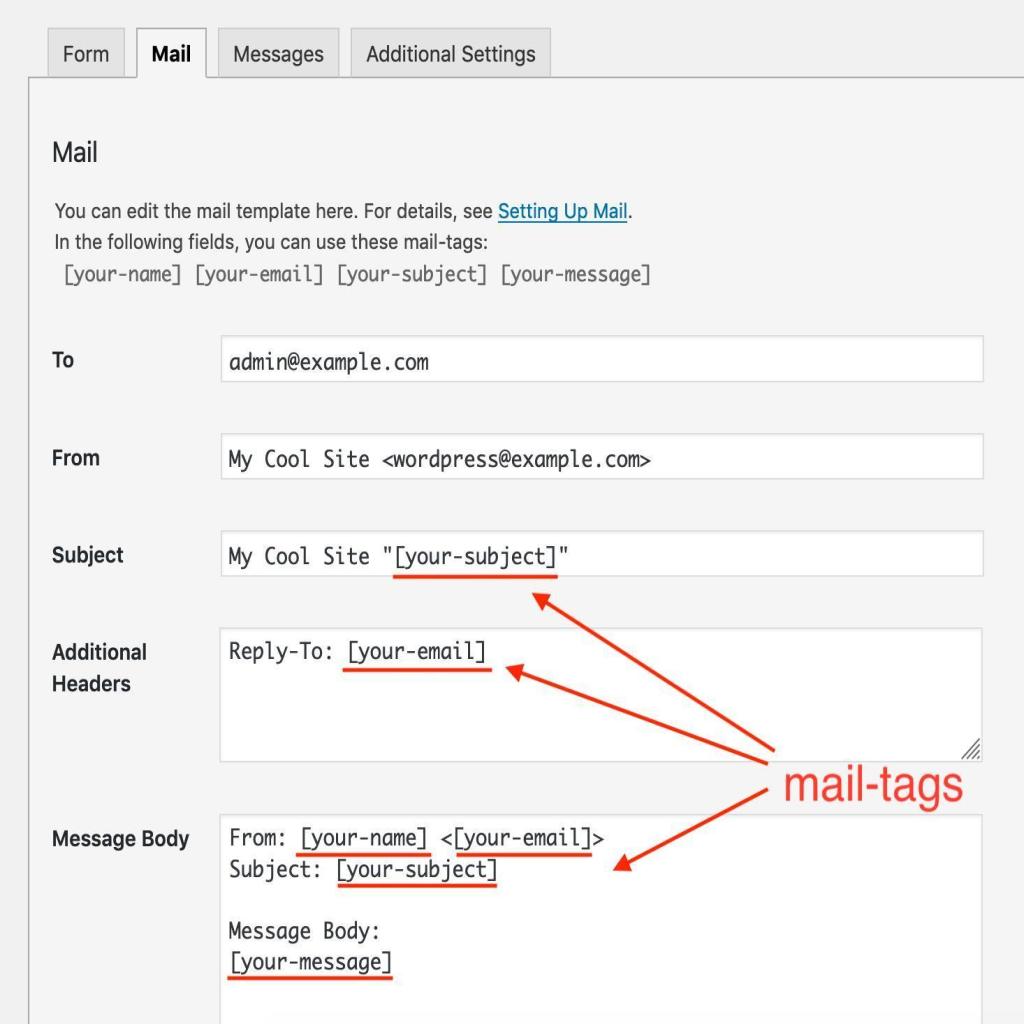 Form Mail Messages Additional Settings
Mail
You can edit the mail template here. For details, see Setting Up Mail.
In the following fields, you can use these mail-tags:
[your-name] [your-email] [your-subject] [your-message]
To admin@example.com
From My Cool Site <wordpress@example.com>
Subject My Cool Site "[your-subject]"
Additional Headers Reply-To: [your-email]
mail-tags
Message Body From: [your-name] <[your-email]>
Subject: [your-subject]
Message Body:
[your-message]